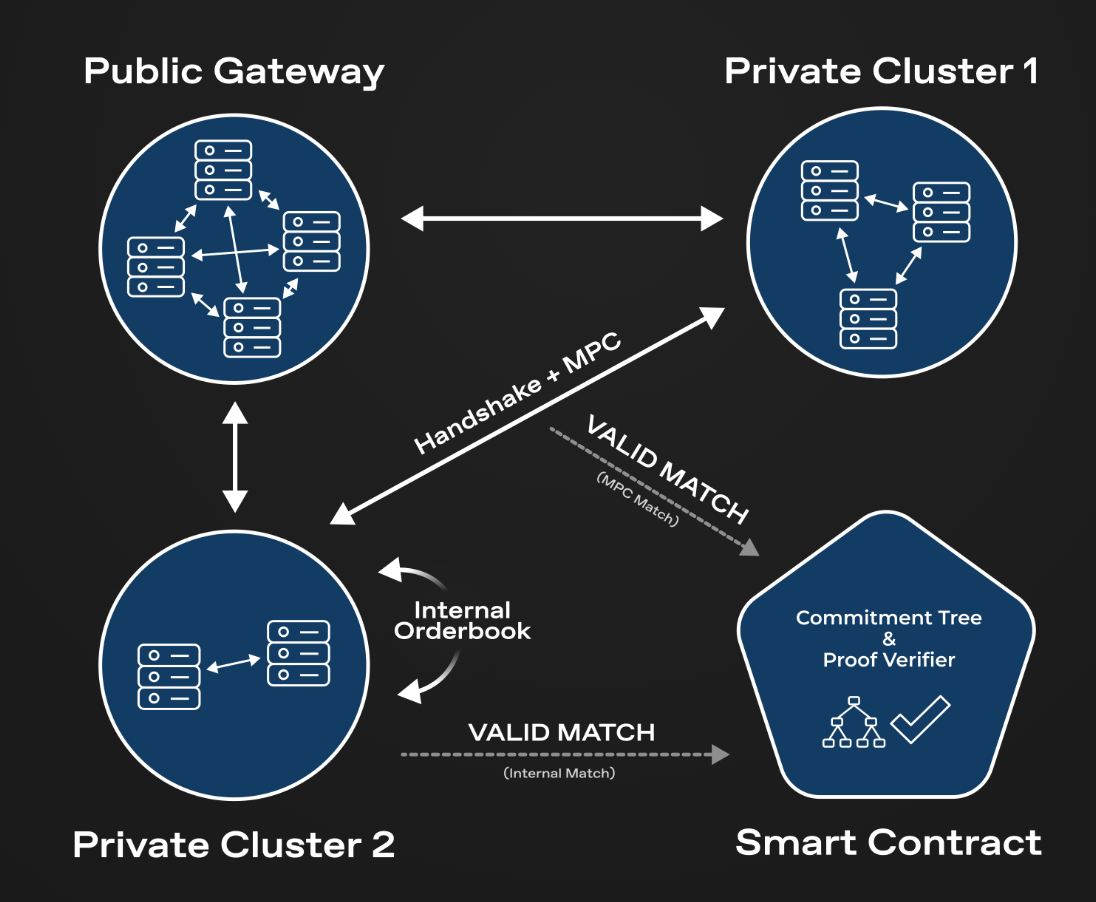 Public Gateway
Private Cluster 1
Handshake + MPC
VALID MATCH
(MPC Match)
Internal
Orderbook
Commitment Tree
&
Proof Verifier
VALID MATCH
(Internal Match)
Private Cluster 2
Smart Contract